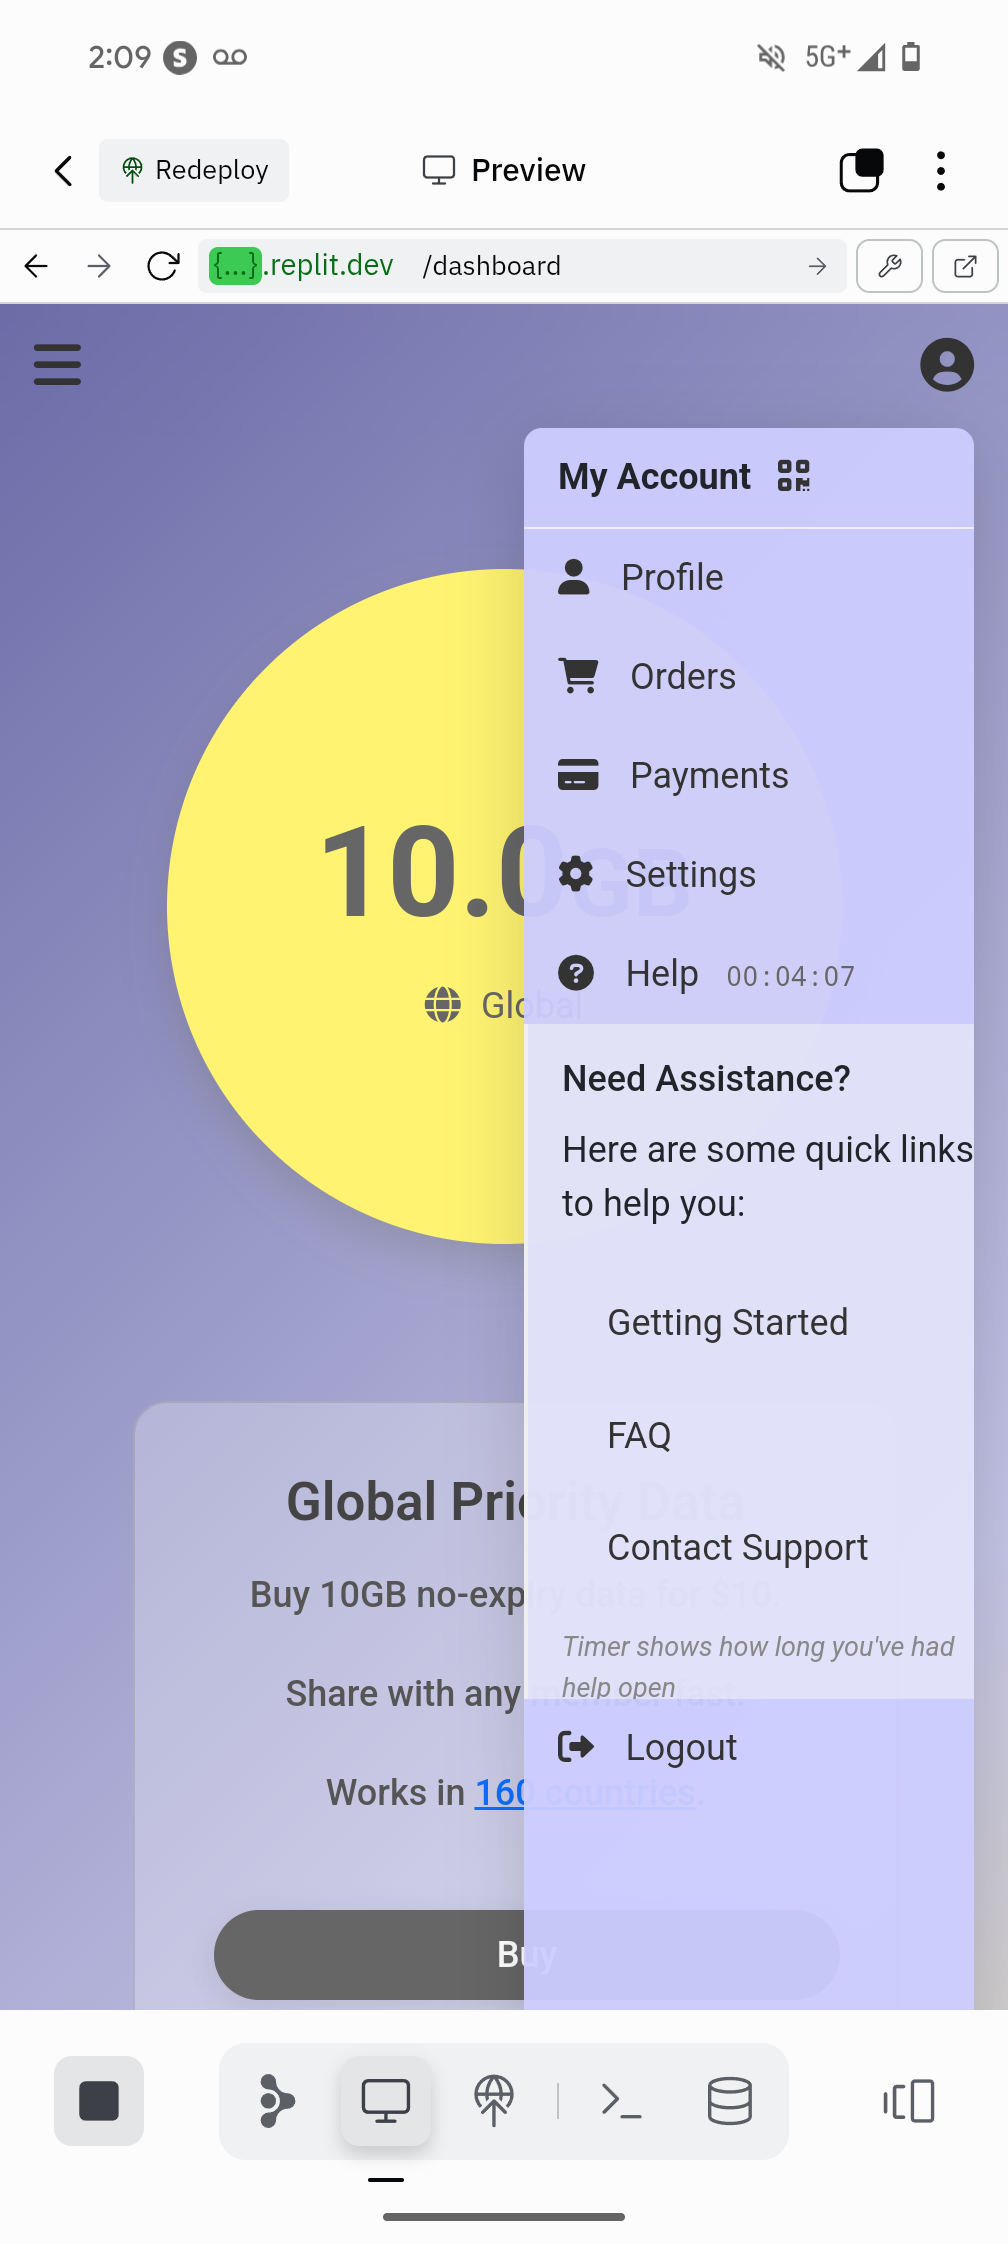 2:09 S 5G+
Redeploy Preview
{...}.replit.dev /dashboard
My Account
Profile
Orders
Payments
10.0GB
Settings
Help 00:04:07
Global
Need Assistance?
Here are some quick links
to help you:
Getting Started
FAQ
Global Priority Data
Contact Support
Buy 10GB no-expiry data for $10.
Timer shows how long you've had
help open
Share with any member fast.
Logout
Works in 160 countries.
Buy